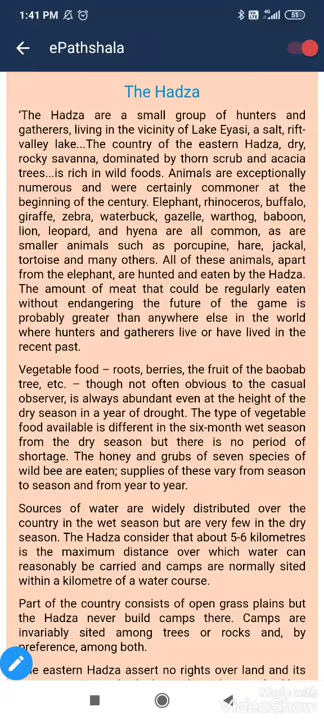 1:41 PM
4G
51
ePathshala
The Hadza
'The Hadza are a small group of hunters and
gatherers, living in the vicinity of Lake Eyasi, a salt, rift-
valley lake...The country of the eastern Hadza, dry,
rocky savanna, dominated by thorn scrub and acacia
trees...is rich in wild foods. Animals are exceptionally
numerous and were certainly commoner at the
beginning of the century. Elephant, rhinoceros, buffalo,
giraffe, zebra, waterbuck, gazelle, warthog, baboon,
lion, leopard, and hyena are all common, as are
smaller animals such as porcupine, hare, jackal,
tortoise and many others. All of these animals, apart
from the elephant, are hunted and eaten by the Hadza.
The amount of meat that could be regularly eaten
without endangering the future of the game is
probably greater than anywhere else in the world
where hunters and gatherers live or have lived in the
recent past.
Vegetable food – roots, berries, the fruit of the baobab
tree, etc. – though not often obvious to the casual
observer, is always abundant even at the height of the
dry season in a year of drought. The type of vegetable
food available is different in the six-month wet season
from the dry season but there is no period of
shortage. The honey and grubs of seven species of
wild bee are eaten; supplies of these vary from season
to season and from year to year.
Sources of water are widely distributed over the
country in the wet season but are very few in the dry
season. The Hadza consider that about 5-6 kilometres
is the maximum distance over which water can
reasonably be carried and camps are normally sited
within a kilometre of a water course.
Part of the country consists of open grass plains but
the Hadza never build camps there. Camps are
invariably sited among trees or rocks and, by
preference, among both.
The eastern Hadza assert no rights over land and its